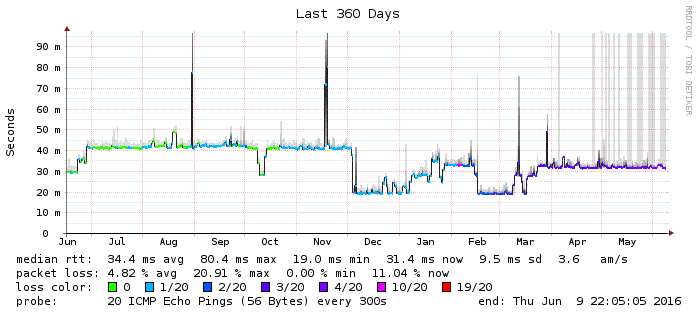 Last 360 Days
RRDTOOL / TOBI OETIKER
Seconds
90 m
80 m
70 m
60 m
50 m
40 m
30 m
20 m
10 m
0
Jun Jul Aug Sep Oct Nov Dec Jan Feb Mar Apr May
median rtt: 34.4 ms avg 80.4 ms max 19.0 ms min 31.4 ms now 9.5 ms sd 3.6 am/s
packet loss: 4.82 % avg 20.91 % max 0.00 % min 11.04 % now
loss color: 0 1/20 2/20 3/20 4/20 10/20 19/20
probe: 20 ICMP Echo Pings (56 Bytes) every 300s end: Thu Jun 9 22:05:05 2016